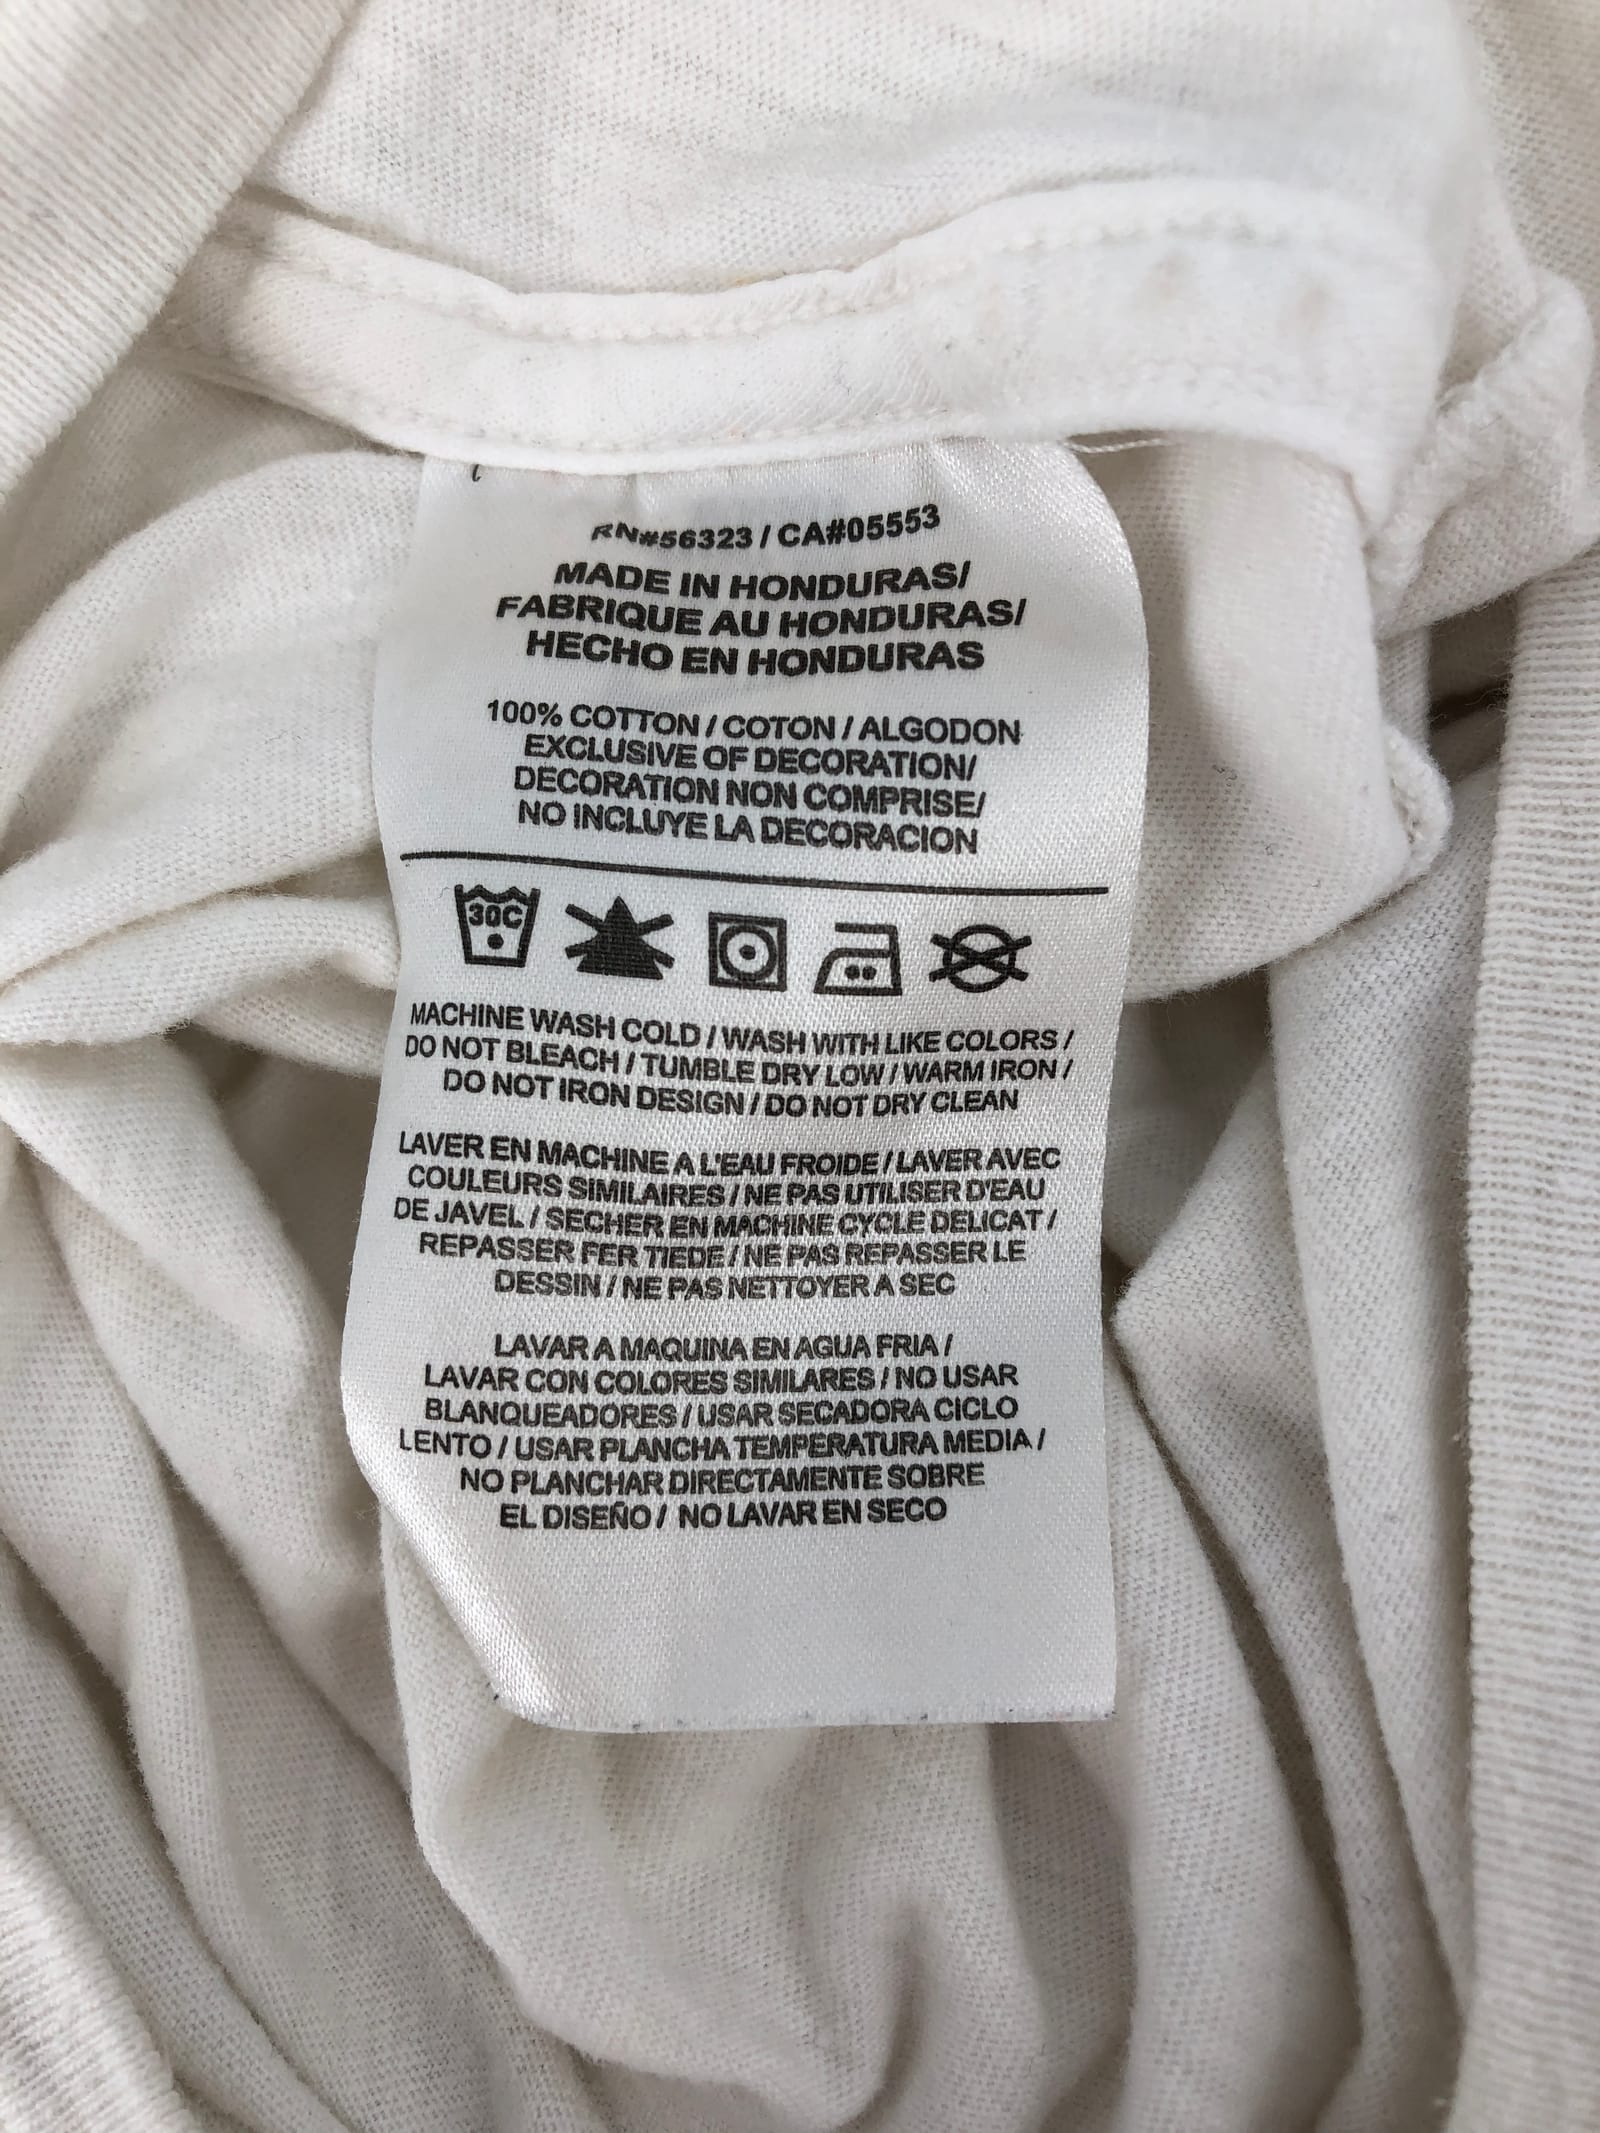 RN#56323 / CA#05553
MADE IN HONDURAS/
FABRIQUE AU HONDURAS/
HECHO EN HONDURAS
100% COTTON / COTON / ALGODON
EXCLUSIVE OF DECORATION/
DECORATION NON COMPRISE/
NO INCLUYE LA DECORACION
30C
MACHINE WASH COLD / WASH WITH LIKE COLORS /
DO NOT BLEACH / TUMBLE DRY LOW / WARM IRON /
DO NOT IRON DESIGN / DO NOT DRY CLEAN
LAVER EN MACHINE A L'EAU FROIDE / LAVER AVEC
COULEURS SIMILAIRES / NE PAS UTILISER D'EAU
DE JAVEL / SECHER EN MACHINE CYCLE DELICAT /
REPASSER FER TIEDE / NE PAS REPASSER LE
DESSIN / NE PAS NETTOYER A SEC
LAVAR A MAQUINA EN AGUA FRIA /
LAVAR CON COLORES SIMILARES / NO USAR
BLANQUEADORES / USAR SECADORA CICLO
LENTO / USAR PLANCHA TEMPERATURA MEDIA /
NO PLANCHAR DIRECTAMENTE SOBRE
EL DISEÑO / NO LAVAR EN SECO